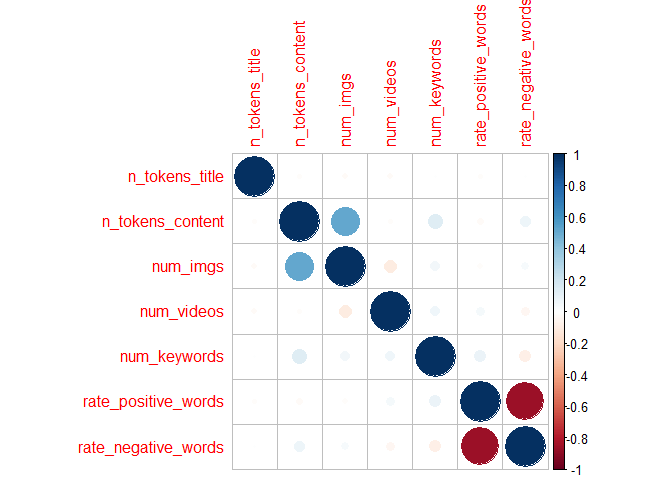 n_tokens_title
n_tokens_content
num_imgs
num_videos
num_keywords
rate_positive_words
rate_negative_words
n_tokens_title
n_tokens_content
num_imgs
num_videos
num_keywords
rate_positive_words
rate_negative_words
1
0.8
0.6
0.4
0.2
0
-0.2
-0.4
-0.6
-0.8
-1